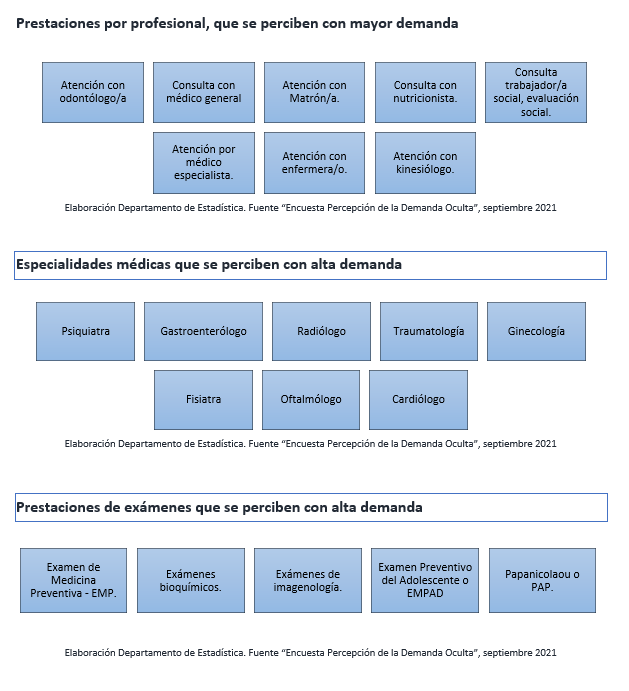 Prestaciones por profesional, que se perciben con mayor demanda
Atención con
odontólogo/a
Consulta con
médico general
Atención con
Matrón/a.
Consulta con
nutricionista.
Consulta
trabajador/a
social, evaluación
social.
Atención por
médico
especialista.
Atención con
enfermera/o.
Atención con
kinesiólogo.
Elaboración Departamento de Estadística. Fuente “Encuesta Percepción de la Demanda Oculta”, septiembre 2021
Especialidades médicas que se perciben con alta demanda
Psiquiatra
Gastroenterólogo
Radiólogo
Traumatología
Ginecología
Fisiatra
Oftalmólogo
Cardiólogo
Elaboración Departamento de Estadística. Fuente “Encuesta Percepción de la Demanda Oculta”, septiembre 2021
Prestaciones de exámenes que se perciben con alta demanda
Examen de
Medicina
Preventiva - EMP.
Exámenes
bioquímicos.
Exámenes de
imagenología.
Examen Preventivo
del Adolescente o
EMPAD
Papanicolaou o
PAP.
Elaboración Departamento de Estadística. Fuente “Encuesta Percepción de la Demanda Oculta”, septiembre 2021